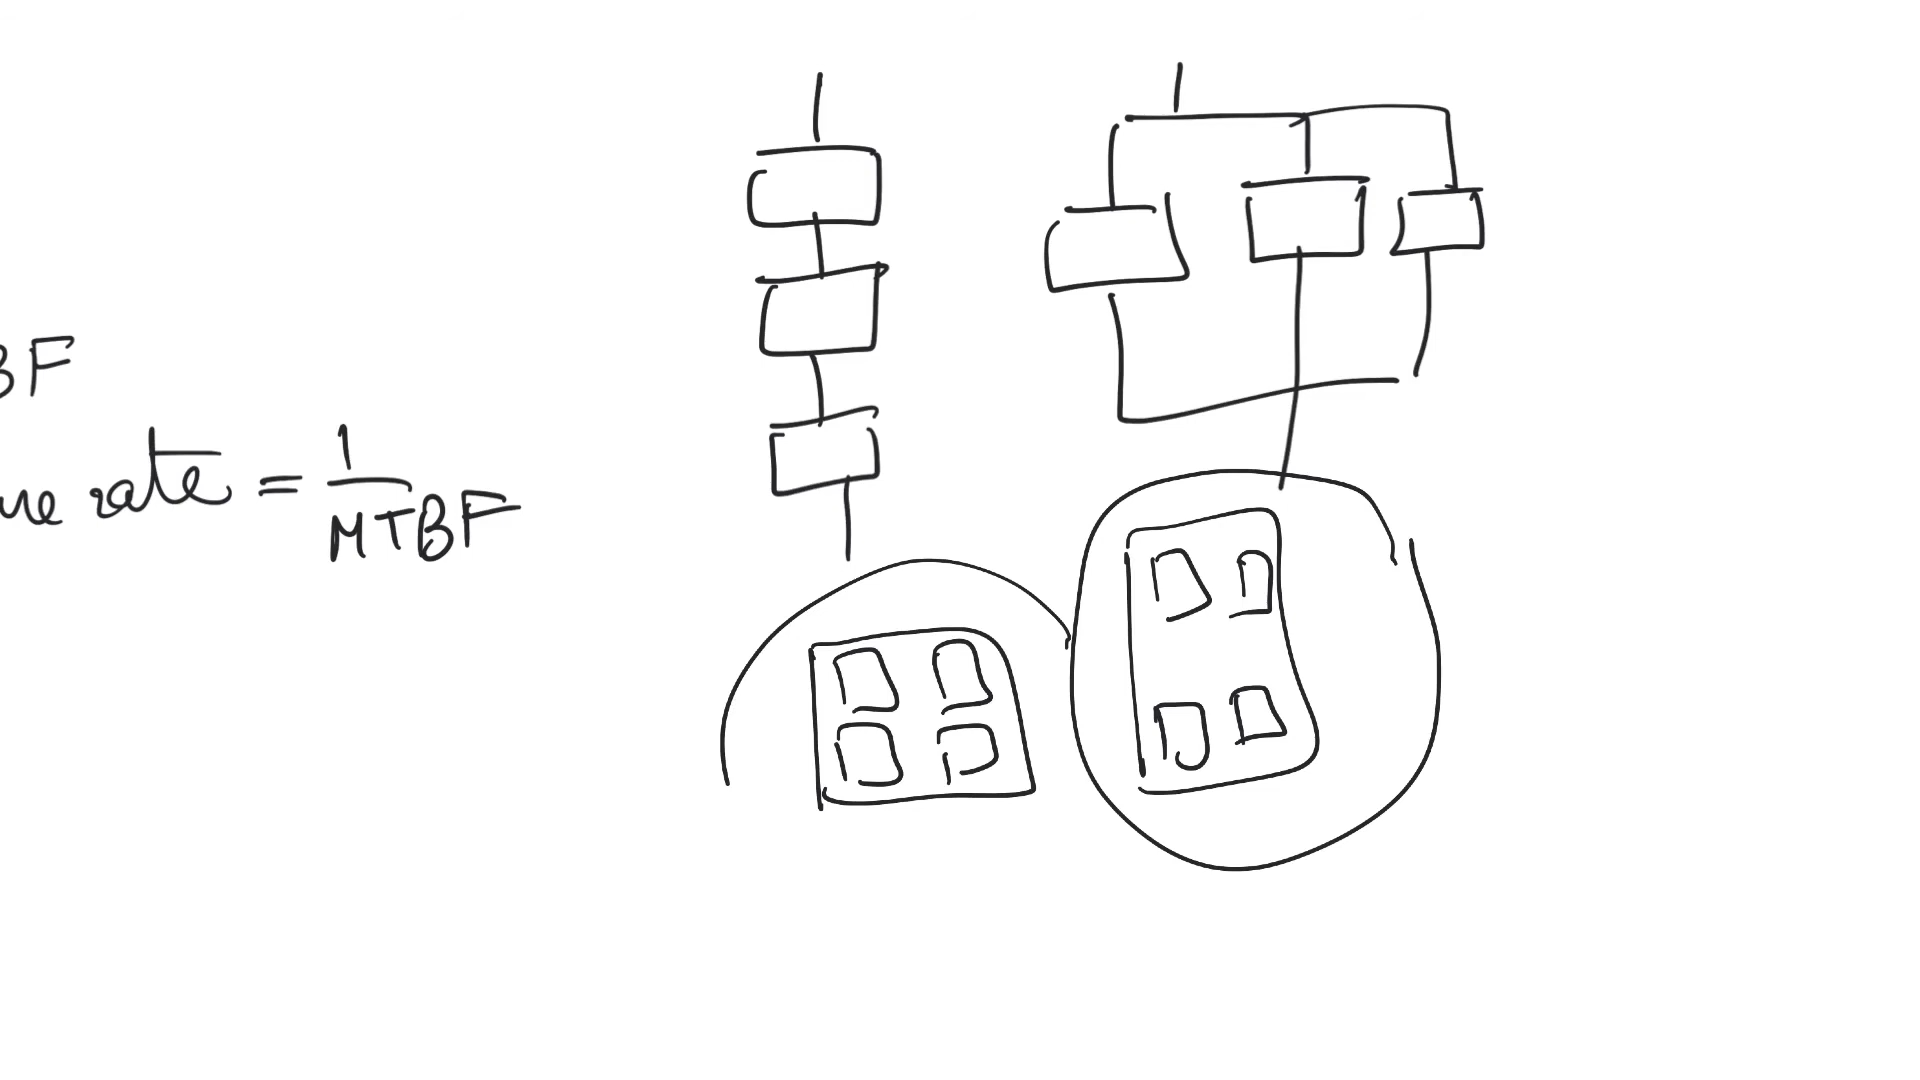 BF
rate = 1/MTBF